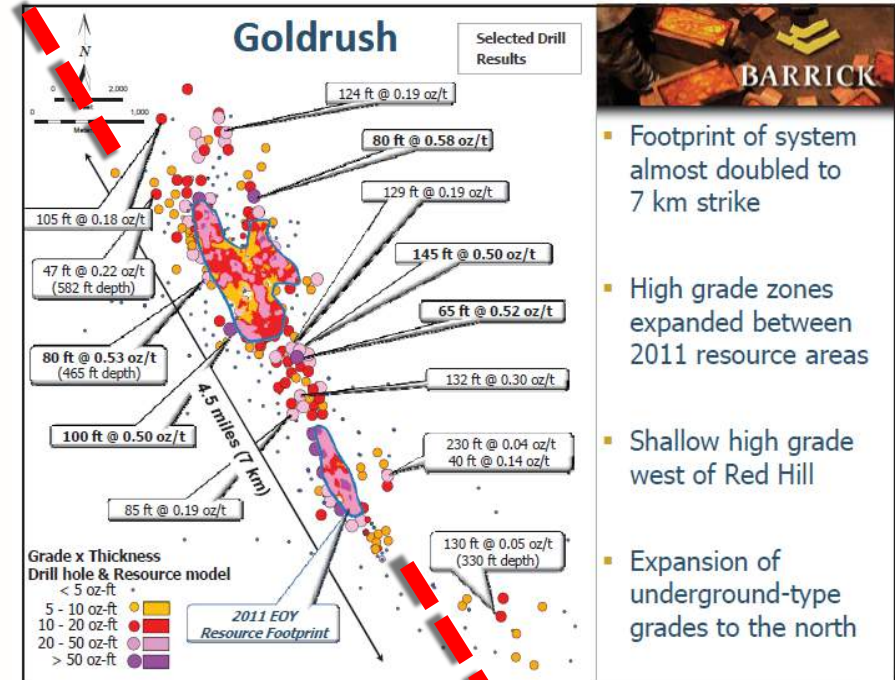 Goldrush
Selected Drill
Results
BARRICK
N
0 2,000
0 1,000
124 ft @ 0.19 oz/t
80 ft @ 0.58 oz/t
129 ft @ 0.19 oz/t
105 ft @ 0.18 oz/t
145 ft @ 0.50 oz/t
47 ft @ 0.22 oz/t
(582 ft depth)
65 ft @ 0.52 oz/t
80 ft @ 0.53 oz/t
(465 ft depth)
132 ft @ 0.30 oz/t
100 ft @ 0.50 oz/t
4.5 miles (7 km)
230 ft @ 0.04 oz/t
40 ft @ 0.14 oz/t
85 ft @ 0.19 oz/t
130 ft @ 0.05 oz/t
(330 ft depth)
Grade x Thickness
Drill hole & Resource model
< 5 oz-ft
5 - 10 oz-ft
10 - 20 oz-ft
20 - 50 oz-ft
> 50 oz-ft
2011 EOY
Resource Footprint
▪ Footprint of system
almost doubled to
7 km strike
▪ High grade zones
expanded between
2011 resource areas
▪ Shallow high grade
west of Red Hill
▪ Expansion of
underground-type
grades to the north